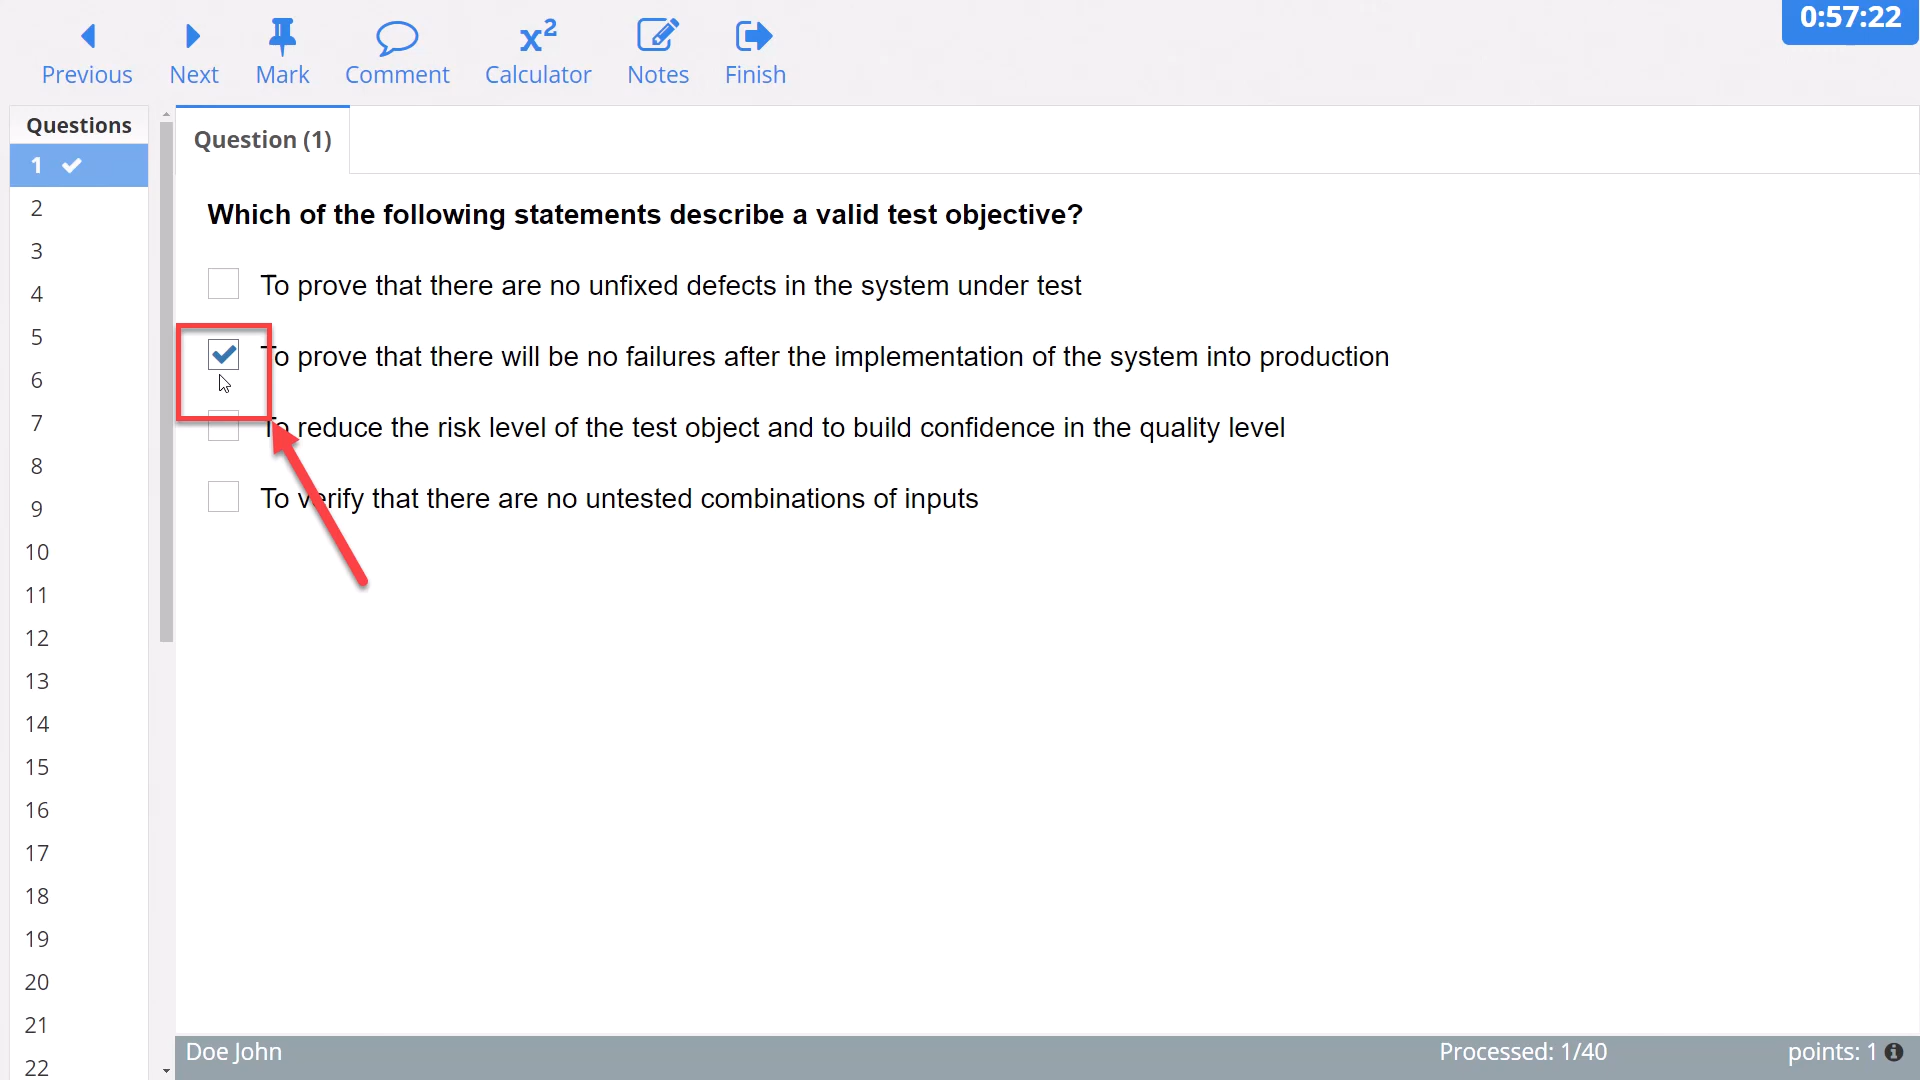 0:57:22
Previous
Next
Mark
Comment
x²
Calculator
Notes
Finish
Questions
1
2
3
4
5
6
7
8
9
10
11
12
13
14
15
16
17
18
19
20
21
22
Question (1)
Which of the following statements describe a valid test objective?
To prove that there are no unfixed defects in the system under test
To prove that there will be no failures after the implementation of the system into production
To reduce the risk level of the test object and to build confidence in the quality level
To verify that there are no untested combinations of inputs
Doe John
Processed: 1/40
points: 1